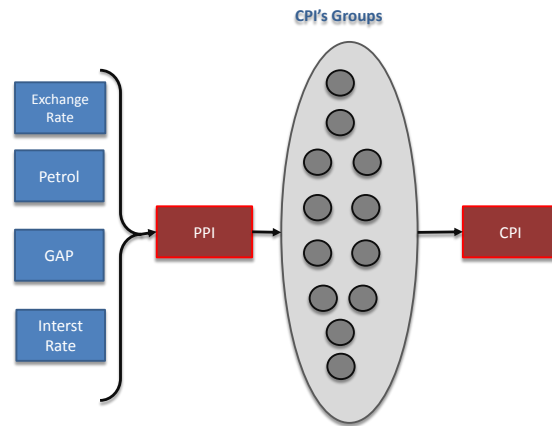 CPI's Groups
Exchange
Rate
Petrol
GAP
Interst
Rate
PPI
CPI